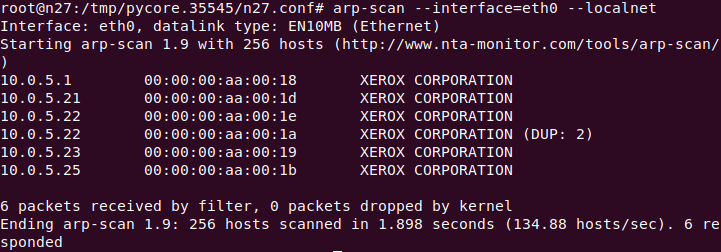 root@n27:/tmp/pycore.35545/n27.conf# arp-scan --interface=eth0 --localnet
Interface: eth0, datalink type: EN10MB (Ethernet)
Starting arp-scan 1.9 with 256 hosts (http://www.nta-monitor.com/tools/arp-scan/
)
10.0.5.1 00:00:00:aa:00:18 XEROX CORPORATION
10.0.5.21 00:00:00:aa:00:1d XEROX CORPORATION
10.0.5.22 00:00:00:aa:00:1e XEROX CORPORATION
10.0.5.22 00:00:00:aa:00:1a XEROX CORPORATION (DUP: 2)
10.0.5.23 00:00:00:aa:00:19 XEROX CORPORATION
10.0.5.25 00:00:00:aa:00:1b XEROX CORPORATION
6 packets received by filter, 0 packets dropped by kernel
Ending arp-scan 1.9: 256 hosts scanned in 1.898 seconds (134.88 hosts/sec). 6 re
sponded